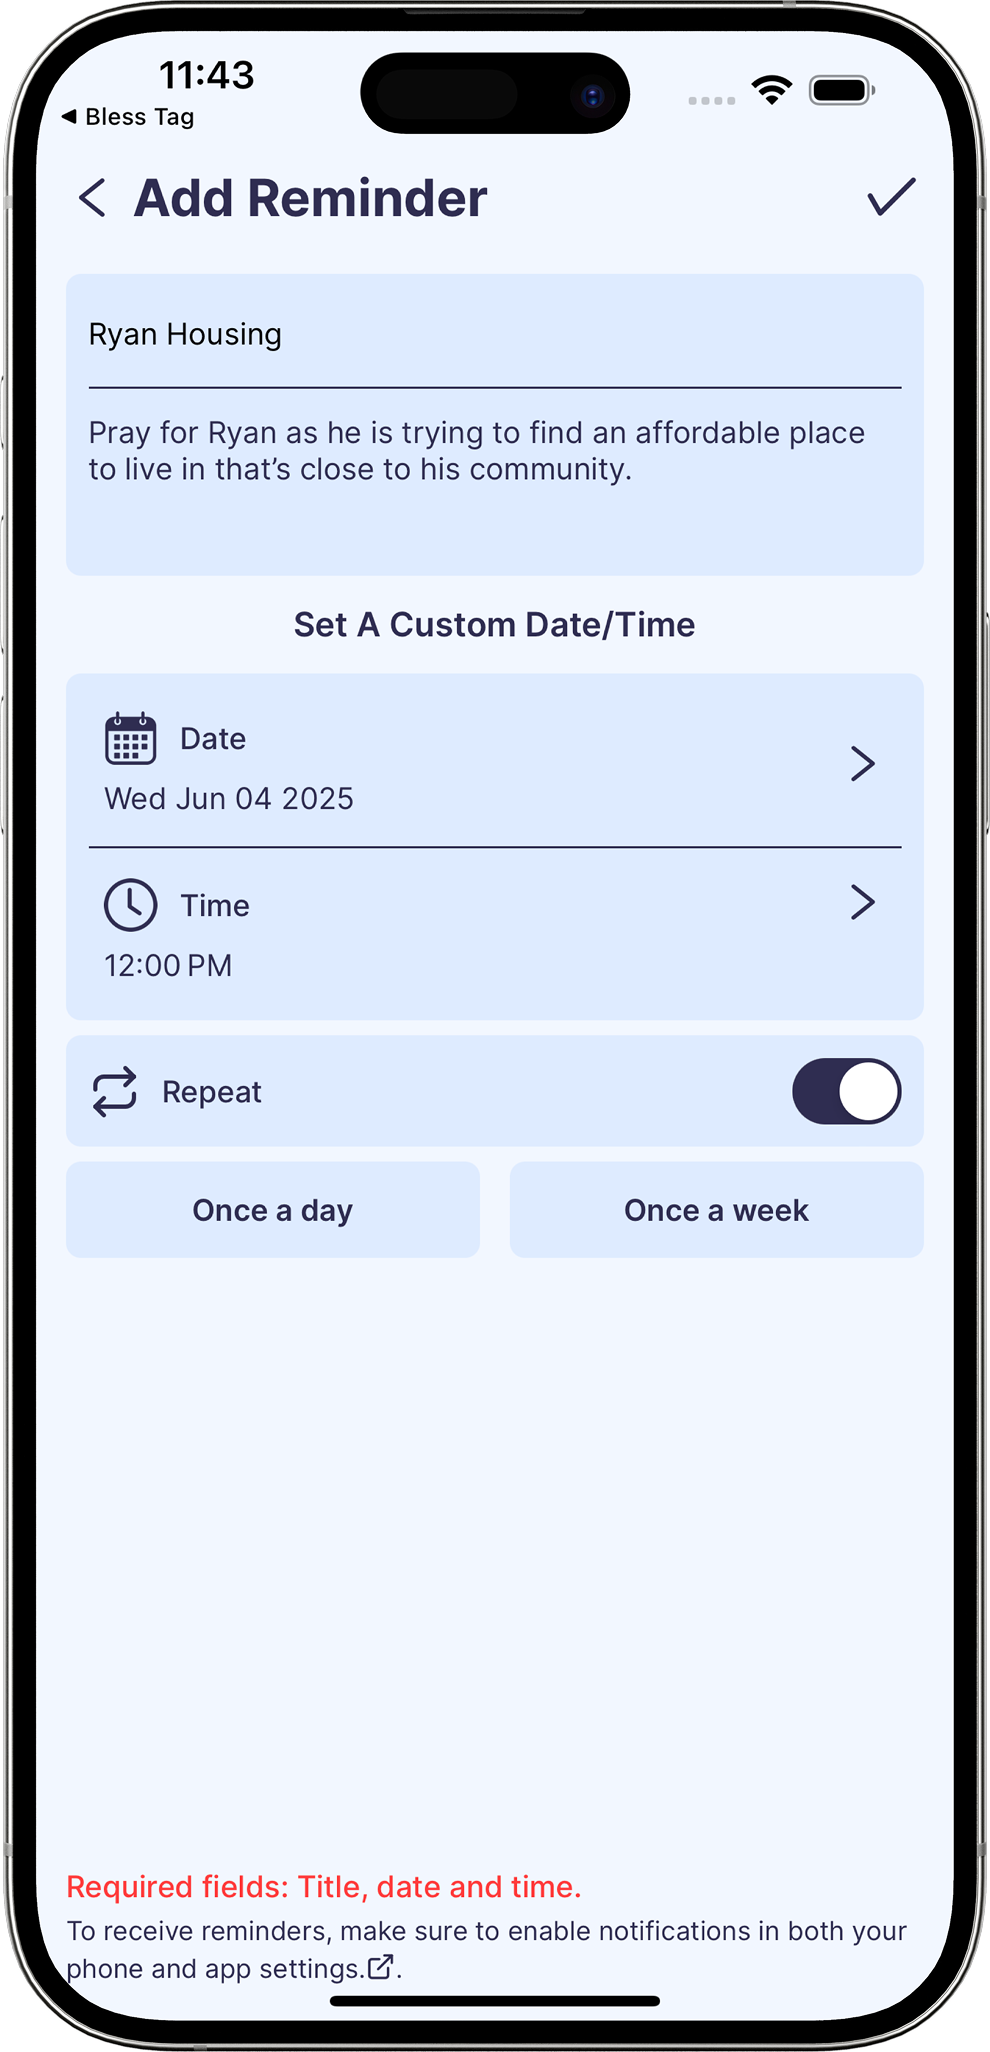 11:43
◀ Bless Tag
Add Reminder
Ryan Housing
Pray for Ryan as he is trying to find an affordable place
to live in that’s close to his community.
Set A Custom Date/Time
Date
Wed Jun 04 2025
Time
12:00 PM
Repeat
Once a day
Once a week
Required fields: Title, date and time.
To receive reminders, make sure to enable notifications in both your
phone and app settings.